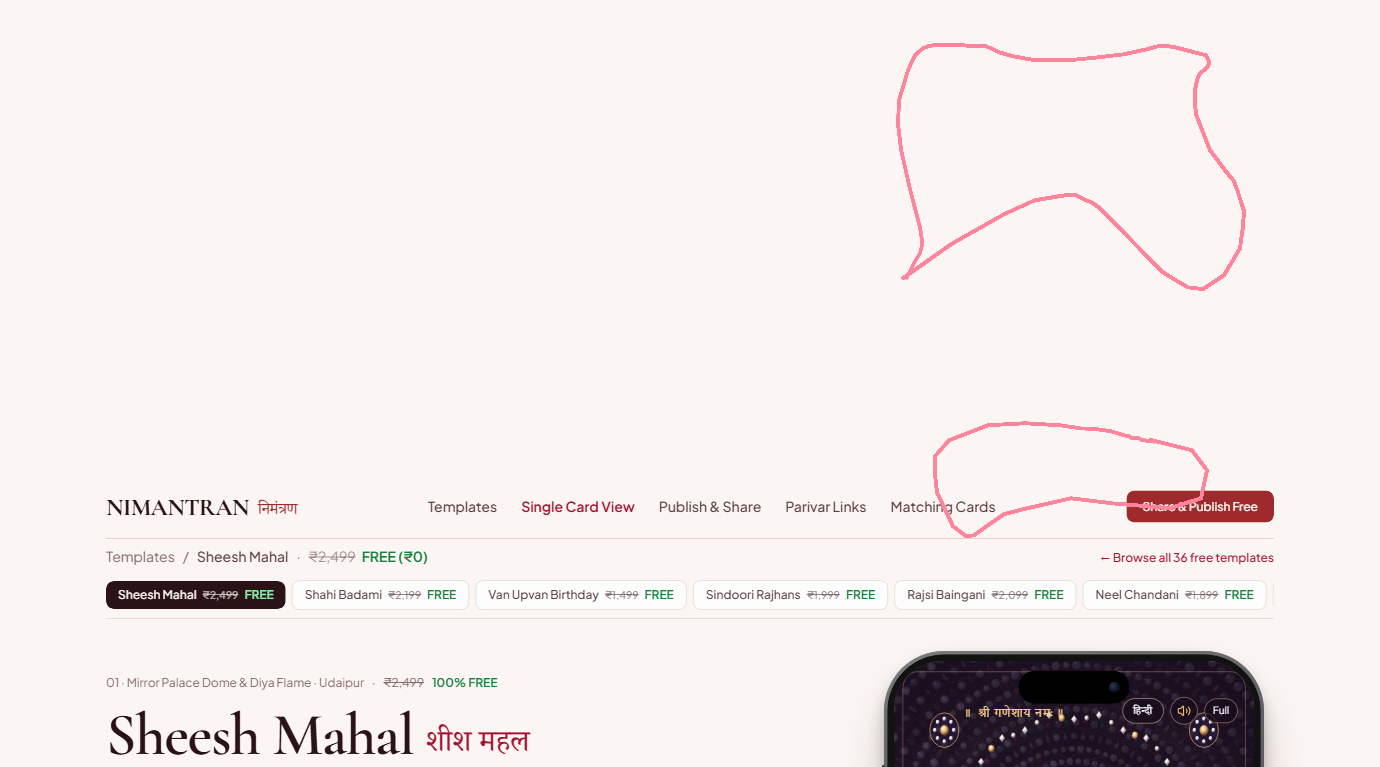 NIMANTRAN निमंत्रण Templates Single Card View Publish & Share Parivar Links Matching Cards Share & Publish Free
Templates / Sheesh Mahal · ₹2,499 FREE (₹0) ← Browse all 36 free templates
Sheesh Mahal ₹2,499 FREE Shahi Badami ₹2,199 FREE Van Upvan Birthday ₹1,499 FREE Sindoori Rajhans ₹1,999 FREE Rajsi Baingani ₹2,099 FREE Neel Chandani ₹1,899 FREE
01 · Mirror Palace Dome & Diya Flame · Udaipur · ₹2,499 100% FREE
Sheesh Mahal शीश महल
॥ श्री गणेशाय नमः ॥ हिन्दी Full